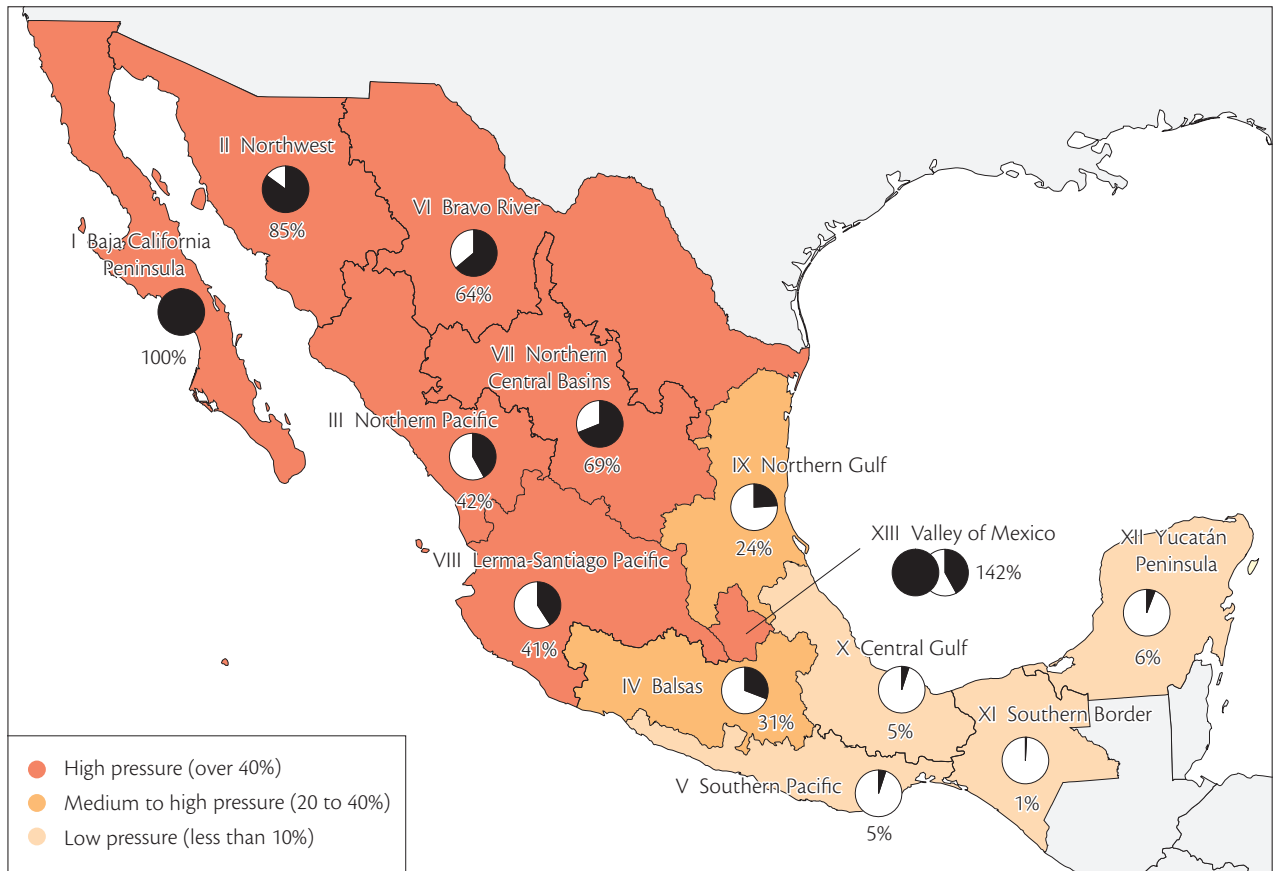 II Northwest
85%
VI Bravo River
64%
I Baja California
Peninsula
100%
VII Northern
Central Basins
69%
III Northern Pacific
42%
IX Northern Gulf
24%
XIII Valley of Mexico
142%
XII Yucatán
Peninsula
6%
VIII Lerma-Santiago Pacific
41%
X Central Gulf
5%
IV Balsas
31%
XI Southern Border
1%
V Southern Pacific
5%
High pressure (over 40%)
Medium to high pressure (20 to 40%)
Low pressure (less than 10%)